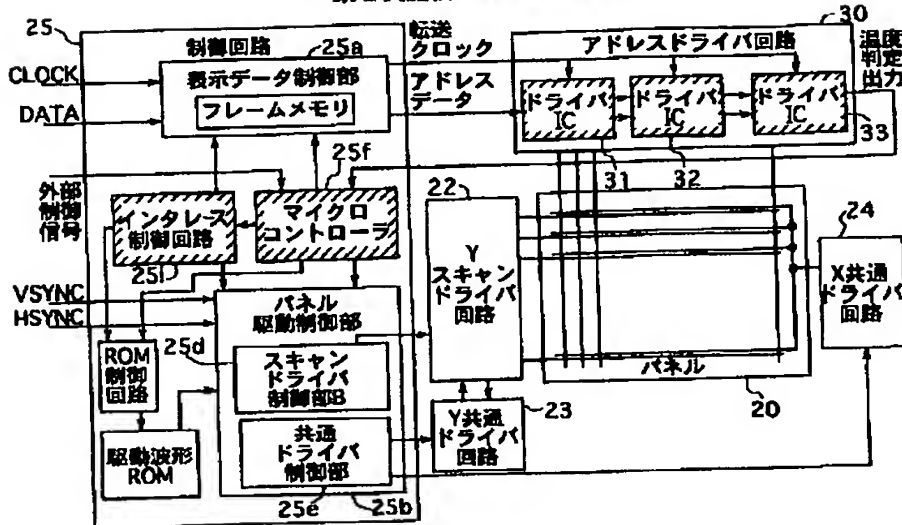 25
制御回路
25a
表示データ制御部
フレームメモリ
CLOCK
DATA
転送
クロック
アドレス
データ
30
アドレスドライバ回路
ドライバ
IC
ドライバ
IC
ドライバ
IC
温度
判定
出力
31
32
33
外部
制御
信号
25f
インタレース
制御回路
25i
マイクロ
コントローラ
22
Y
スキャン
ドライバ
回路
24
X共通
ドライバ
回路
VSYNC
HSYNC
パネル
駆動制御部
25d
スキャン
ドライバ
制御部B
ROM
制御
回路
駆動波形
ROM
共通
ドライバ
制御部
25e
25b
Y共通
ドライバ
回路
23
パネル
20